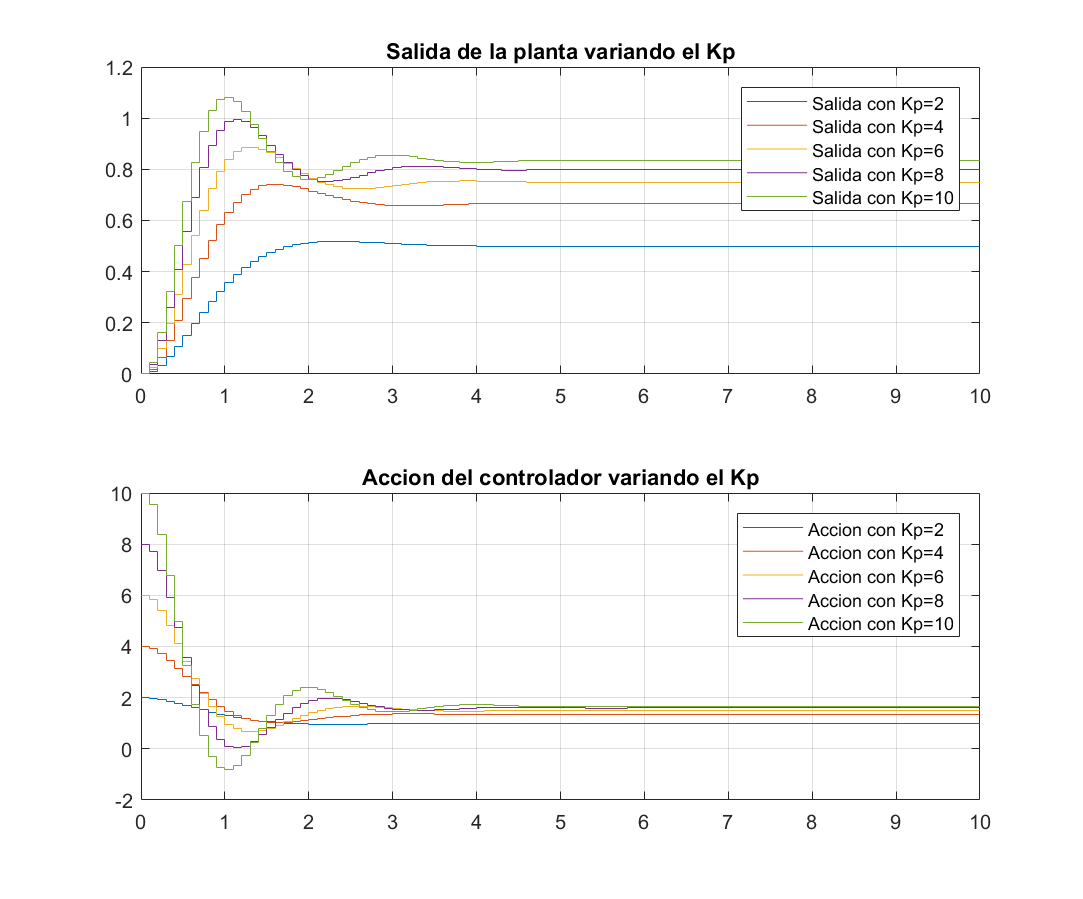 Salida de la planta variando el Kp
1.2
1
0.8
0.6
0.4
0.2
0
Salida con Kp=2
Salida con Kp=4
Salida con Kp=6
Salida con Kp=8
Salida con Kp=10
0 1 2 3 4 5 6 7 8 9 10
Accion del controlador variando el Kp
10
8
6
4
2
0
-2
Accion con Kp=2
Accion con Kp=4
Accion con Kp=6
Accion con Kp=8
Accion con Kp=10
0 1 2 3 4 5 6 7 8 9 10